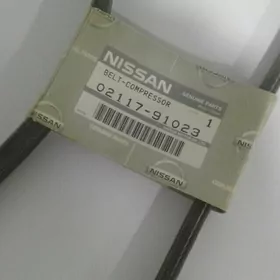 NISSAN
GENUINE PARTS
BELT-COMPRESSOR
1
02117-91023
NISSAN